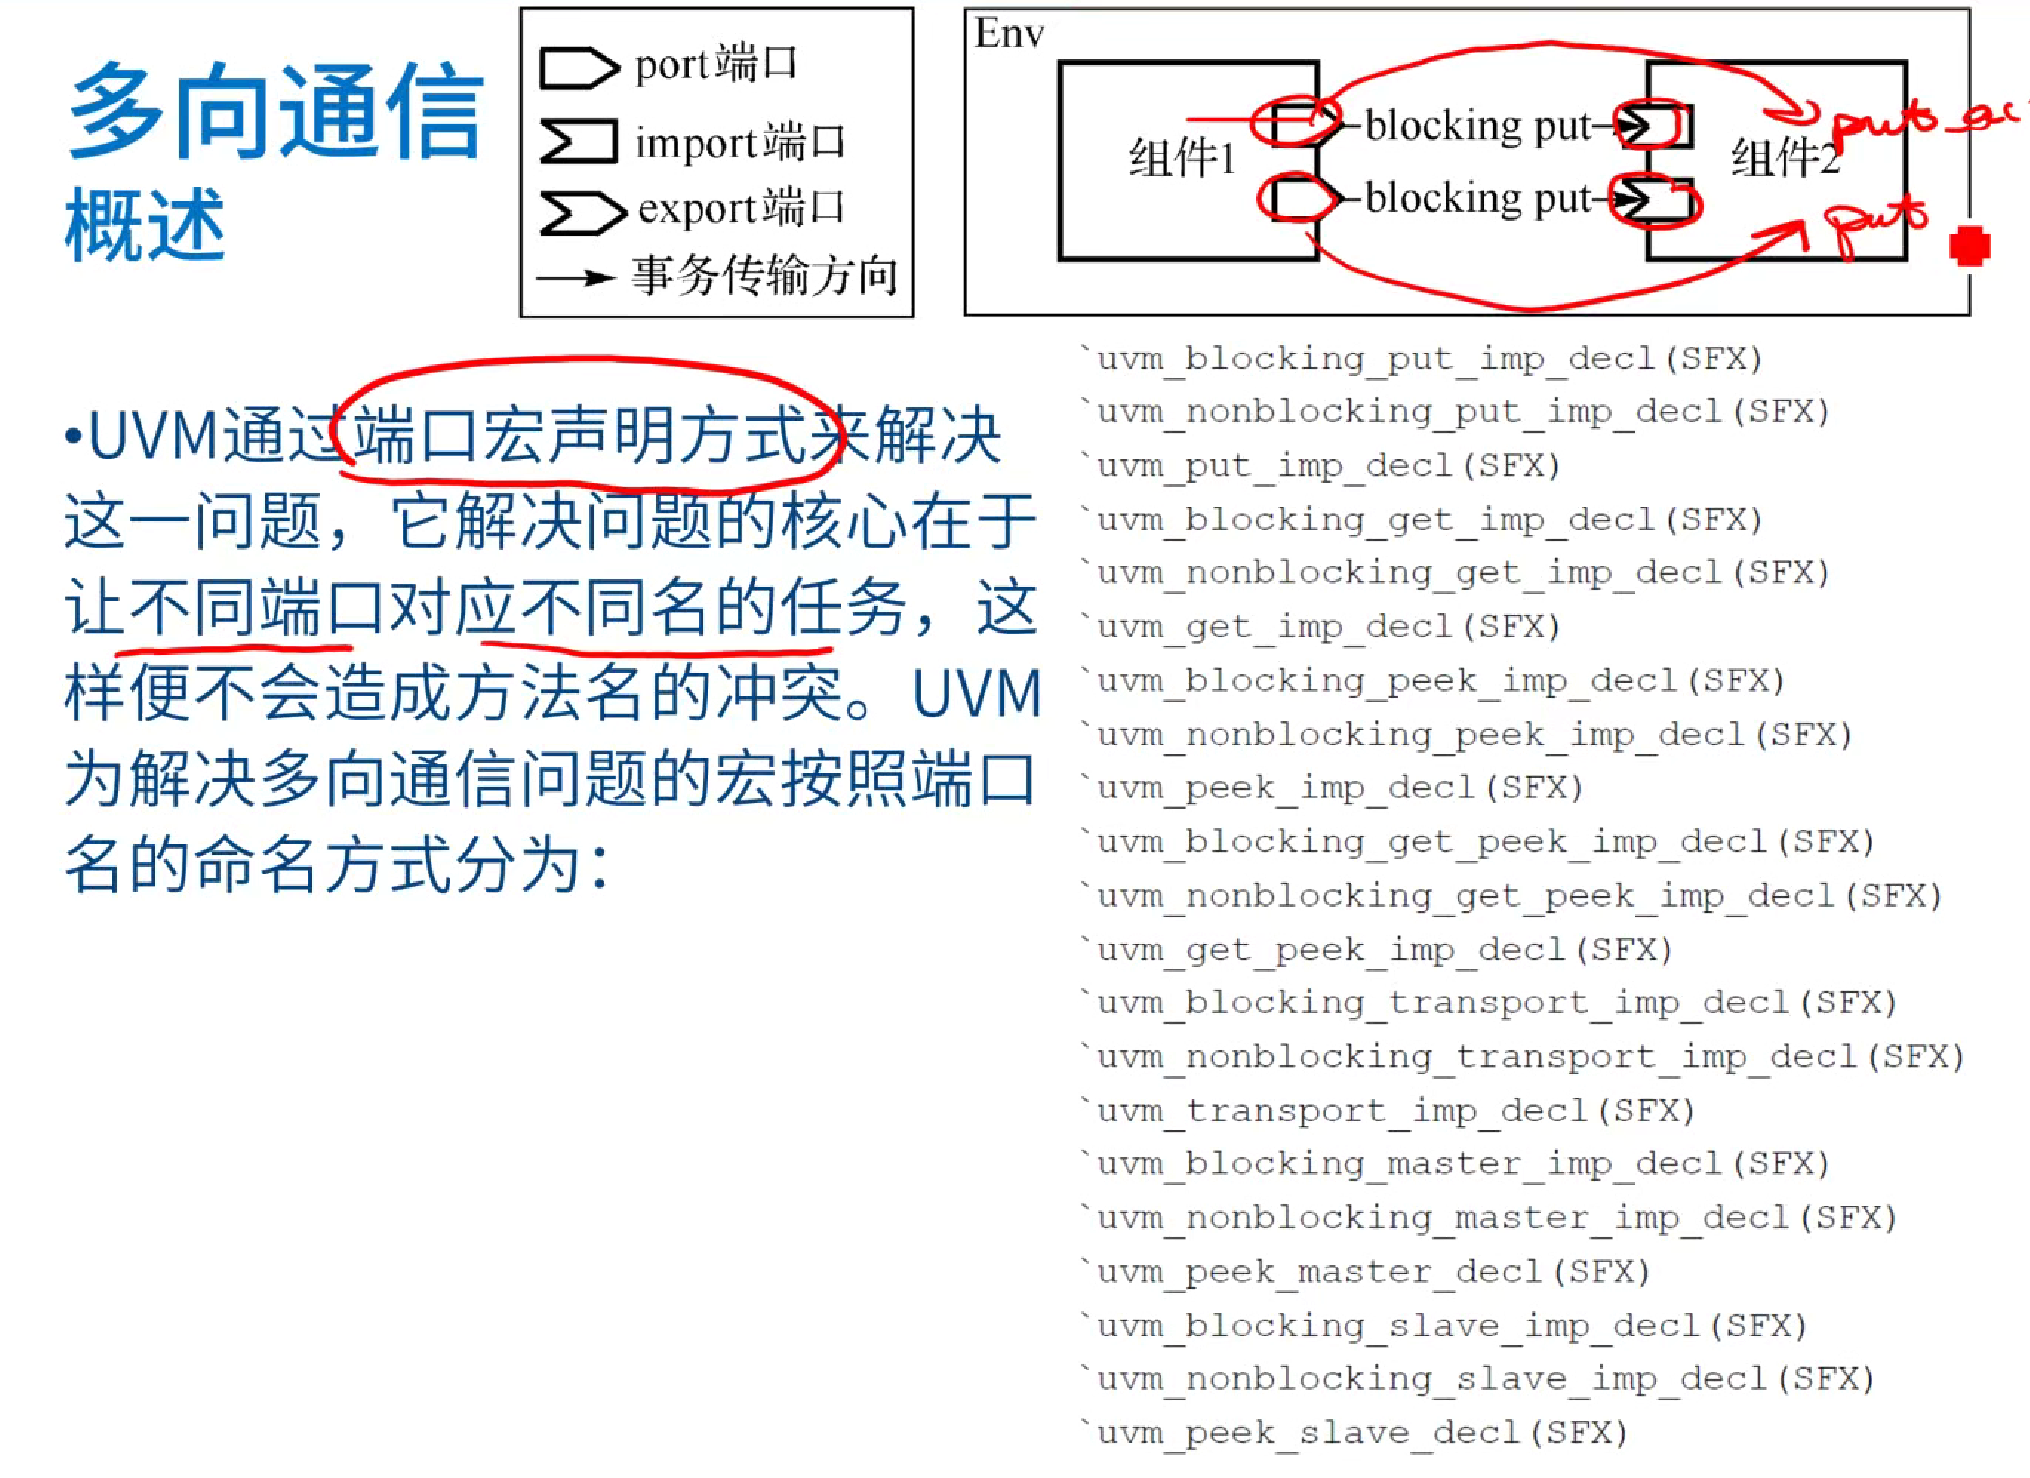 多向通信
概述
port端口
import端口
export端口
事务传输方向
Env
组件1
blocking put
blocking put
组件2
put
•UVM通过端口宏声明方式来解决
这一问题，它解决问题的核心在于
让不同端口对应不同名的任务，这
样便不会造成方法名的冲突。UVM
为解决多向通信问题的宏按照端口
名的命名方式分为：
`uvm_blocking_put_imp_decl(SFX)
`uvm_nonblocking_put_imp_decl(SFX)
`uvm_put_imp_decl(SFX)
`uvm_blocking_get_imp_decl(SFX)
`uvm_nonblocking_get_imp_decl(SFX)
`uvm_get_imp_decl(SFX)
`uvm_blocking_peek_imp_decl(SFX)
`uvm_nonblocking_peek_imp_decl(SFX)
`uvm_peek_imp_decl(SFX)
`uvm_blocking_get_peek_imp_decl(SFX)
`uvm_nonblocking_get_peek_imp_decl(SFX)
`uvm_get_peek_imp_decl(SFX)
`uvm_blocking_transport_imp_decl(SFX)
`uvm_nonblocking_transport_imp_decl(SFX)
`uvm_transport_imp_decl(SFX)
`uvm_blocking_master_imp_decl(SFX)
`uvm_nonblocking_master_imp_decl(SFX)
`uvm_peek_master_decl(SFX)
`uvm_blocking_slave_imp_decl(SFX)
`uvm_nonblocking_slave_imp_decl(SFX)
`uvm_peek_slave_decl(SFX)